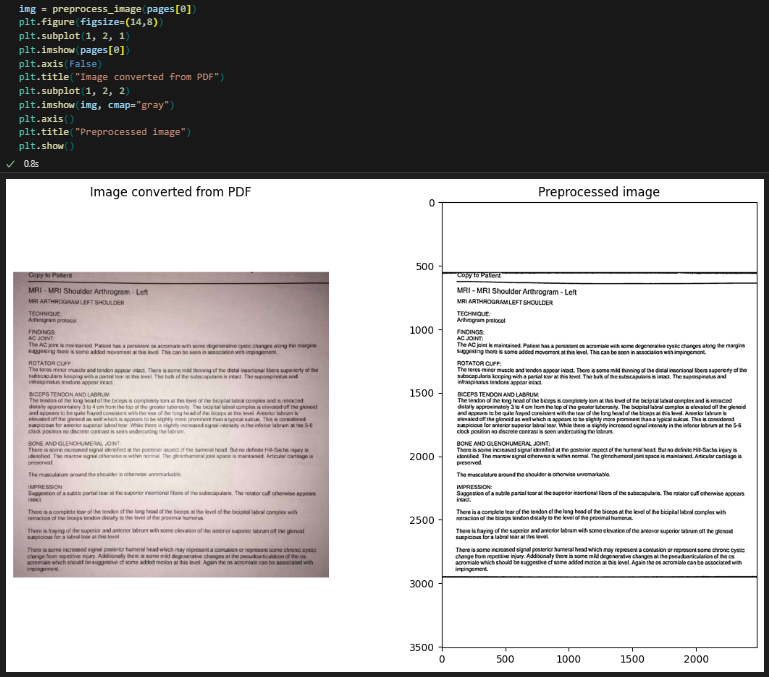 img = preprocess_image(pages[0])
plt.figure(figsize=(14,8))
plt.subplot(1, 2, 1)
plt.imshow(pages[0])
plt.axis(False)
plt.title("Image converted from PDF")
plt.subplot(1, 2, 2)
plt.imshow(img, cmap="gray")
plt.axis()
plt.title("Preprocessed image")
plt.show()
0.8s
Image converted from PDF
Copy to Patient
MRI - MRI Shoulder Arthrogram - Left
MRI ARTHROGRAM LEFT SHOULDER
TECHNIQUE:
Arthrogram protocol
FINDINGS:
AC JOINT:
The AC joint is maintained. Patient has a persistent os acromiale with some degenerative cystic changes along the margins
suggesting there is some added movement at this level. This can be seen in association with impingement.
ROTATOR CUFF:
The teres minor muscle and tendon appear intact. There is some mild thinning of the distal insertional fibers superiorly of the
subscapularis keeping with a partial tear at this level. The bulk of the subscapularis is intact. The supraspinatus and
infraspinatus tendons appear intact.
BICEPS TENDON AND LABRUM:
The tendon of the long head of the biceps is completely torn at level of the bicipital labral complex and is retracted
distally approximately 3 to 4 cm from the top of the greater tuberosity. The bicipital labral complex is elevated off the glenoid
and appears to be quite frayed consistent with the tear of the long head of the biceps at this level. Anterior labrum is
elevated off the glenoid as well which is appears to be slightly more prominent than a typical sulcus. This is considered
suspicious for anterior labral tear. While there is slightly increased signal intensity in the inferior labrum at the 5-6
clock position no discrete contrast is seen undercutting the labrum.
BONE AND GLENOHUMERAL JOINT:
There is some increased signal identified at the posterior aspect of the humeral head. But no definite Hill-Sachs injury is
identified. The marrow signal otherwise is within normal. The glenohumeral joint space is maintained. Articular cartilage is
preserved.
The musculature around the shoulder is otherwise unremarkable.
IMPRESSION:
Suggestion of a subtle partial tear at the superior insertional fibers of the subscapularis. The rotator cuff otherwise appears
intact.
There is a complete tear of the tendon of the long head of the biceps at the level of the bicipital labral complex with
retraction of the biceps tendon distally to the level of the proximal humerus.
There is fraying of the superior and anterior labrum with some elevation of the anterior superior labrum off the glenoid
suspicious for a labral tear at this level
There is some increased signal posterior humeral head which may represent a contusion or represent some chronic cystic
change from repetitive injury. Additionally there is some mild degenerative changes at the pseudoarticulation of the os
acromiale which should be suggestive of some added motion at this level. Again the os acromiale can be associated with
impingement.
Preprocessed image
0
500
1000
1500
2000
2500
3000
3500
0 500 1000 1500 2000
Copy to Patient
MRI - MRI Shoulder Arthrogram - Left
MRI ARTHROGRAM LEFT SHOULDER
TECHNIQUE:
Arthrogram protocol
FINDINGS:
AC JOINT:
The AC joint is maintained. Patient has a persistent os acromiale with some degenerative cystic changes along the margins
suggesting there is some added movement at this level. This can be seen in association with impingement.
ROTATOR CUFF:
The teres minor muscle and tendon appear intact. There is some mild thinning of the distal insertional fibers superiorly of the
subscapularis keeping with a partial tear at this level. The bulk of the subscapularis is intact. The supraspinatus and
infraspinatus tendons appear intact.
BICEPS TENDON AND LABRUM:
The tendon of the long head of the biceps is completely torn at level of the bicipital labral complex and is retracted
distally approximately 3 to 4 cm from the top of the greater tuberosity. The bicipital labral complex is elevated off the glenoid
and appears to be quite frayed consistent with the tear of the long head of the biceps at this level. Anterior labrum is
elevated off the glenoid as well which is appears to be slightly more prominent than a typical sulcus. This is considered
suspicious for anterior labral tear. While there is slightly increased signal intensity in the inferior labrum at the 5-6
clock position no discrete contrast is seen undercutting the labrum.
BONE AND GLENOHUMERAL JOINT:
There is some increased signal identified at the posterior aspect of the humeral head. But no definite Hill-Sachs injury is
identified. The marrow signal otherwise is within normal. The glenohumeral joint space is maintained. Articular cartilage is
preserved.
The musculature around the shoulder is otherwise unremarkable.
IMPRESSION:
Suggestion of a subtle partial tear at the superior insertional fibers of the subscapularis. The rotator cuff otherwise appears
intact.
There is a complete tear of the tendon of the long head of the biceps at the level of the bicipital labral complex with
retraction of the biceps tendon distally to the level of the proximal humerus.
There is fraying of the superior and anterior labrum with some elevation of the anterior superior labrum off the glenoid
suspicious for a labral tear at this level
There is some increased signal posterior humeral head which may represent a contusion or represent some chronic cystic
change from repetitive injury. Additionally there is some mild degenerative changes at the pseudoarticulation of the os
acromiale which should be suggestive of some added motion at this level. Again the os acromiale can be associated with
impingement.